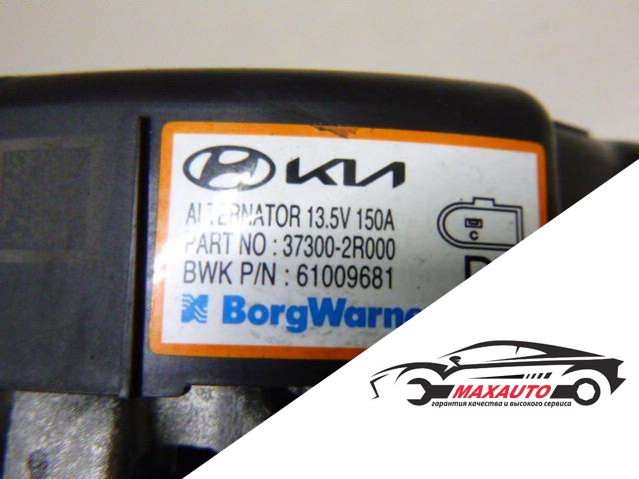 KIA
ALTERNATOR 13.5V 150A
PART NO : 37300-2R000
BWK P/N : 61009681
C
MAXAUTO
гарантия качества и высокого сервиса